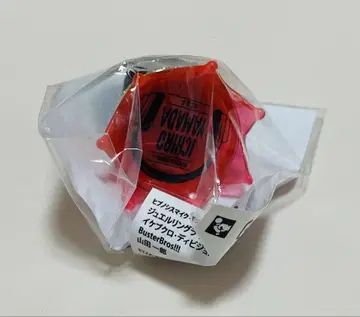 ICHIRO
YAMADA
ヒプノシスマイク
ジュエルリングラ
イケブクロ・ディビジョ
BusterBros!!!
山田 一郎